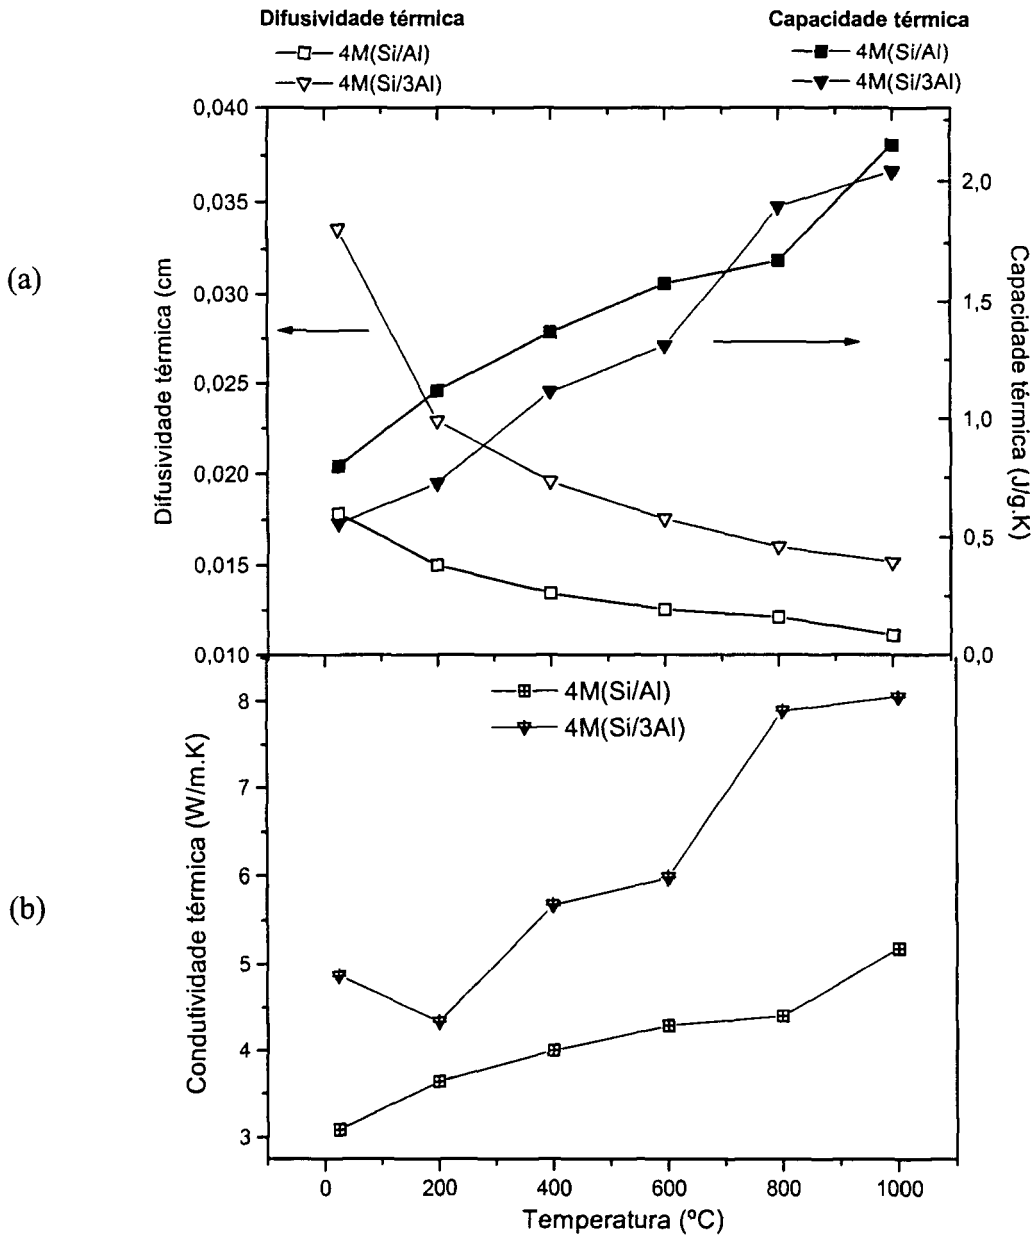 Difusividade térmica
4M(Si/Al)
4M(Si/3Al)
Capacidade térmica
4M(Si/Al)
4M(Si/3Al)
(a)
Difusividade térmica (cm
0,040
0,035
0,030
0,025
0,020
0,015
0,010
2,0
1,5
1,0
0,5
0,0
Capacidade térmica (J/g.K)
(b)
Condutividade térmica (W/m.K)
8
7
6
5
4
3
4M(Si/Al)
4M(Si/3Al)
0 200 400 600 800 1000
Temperatura (ºC)